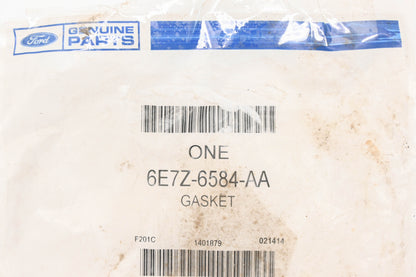 Ford
GENUINE
PARTS
ONE
6E7Z-6584-AA
GASKET
F201C 1401879 021414